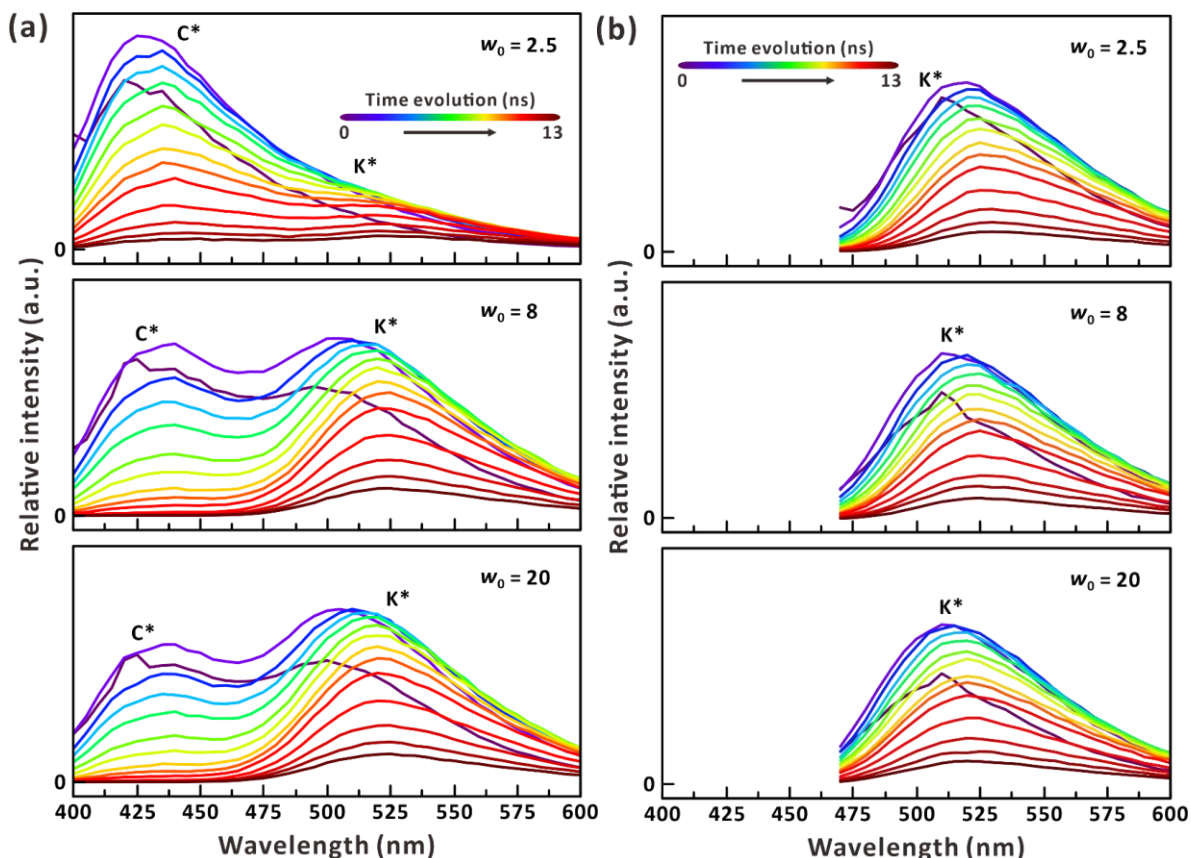 (a)
C*
w₀ = 2.5
Time evolution (ns)
0 13
K*
0
C*
K*
w₀ = 8
0
C*
K*
w₀ = 20
0
400 425 450 475 500 525 550 575 600
Wavelength (nm)
Relative intensity (a.u.)
(b)
w₀ = 2.5
Time evolution (ns)
0 13
K*
0
K*
w₀ = 8
0
K*
w₀ = 20
0
400 425 450 475 500 525 550 575 600
Wavelength (nm)
Relative intensity (a.u.)